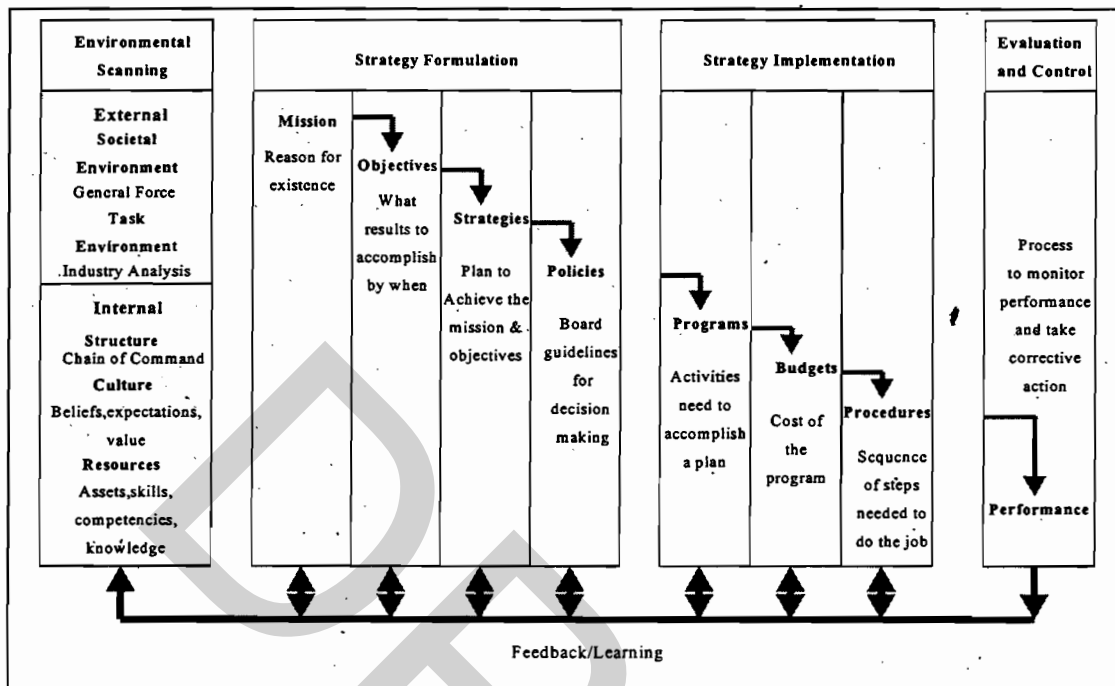 Environmental
Scanning
External
Societal
Environment
General Force
Task
Environment
Industry Analysis
Internal
Structure
Chain of Command
Culture
Beliefs,expectations,
value
Resources
Assets,skills,
competencies,
knowledge
Strategy Formulation
Mission
Reason for
existence
Objectives
What
results to
accomplish
by when
Strategies
Plan to
Achieve the
mission &
objectives
Policies
Board
guidelines
for
decision
making
Strategy Implementation
Programs
Activities
need to
accomplish
a plan
Budgets
Cost of
the
program
Procedures
Sequence
of steps
needed to
do the job
Evaluation
and Control
Process
to monitor
performance
and take
corrective
action
Performance
Feedback/Learning